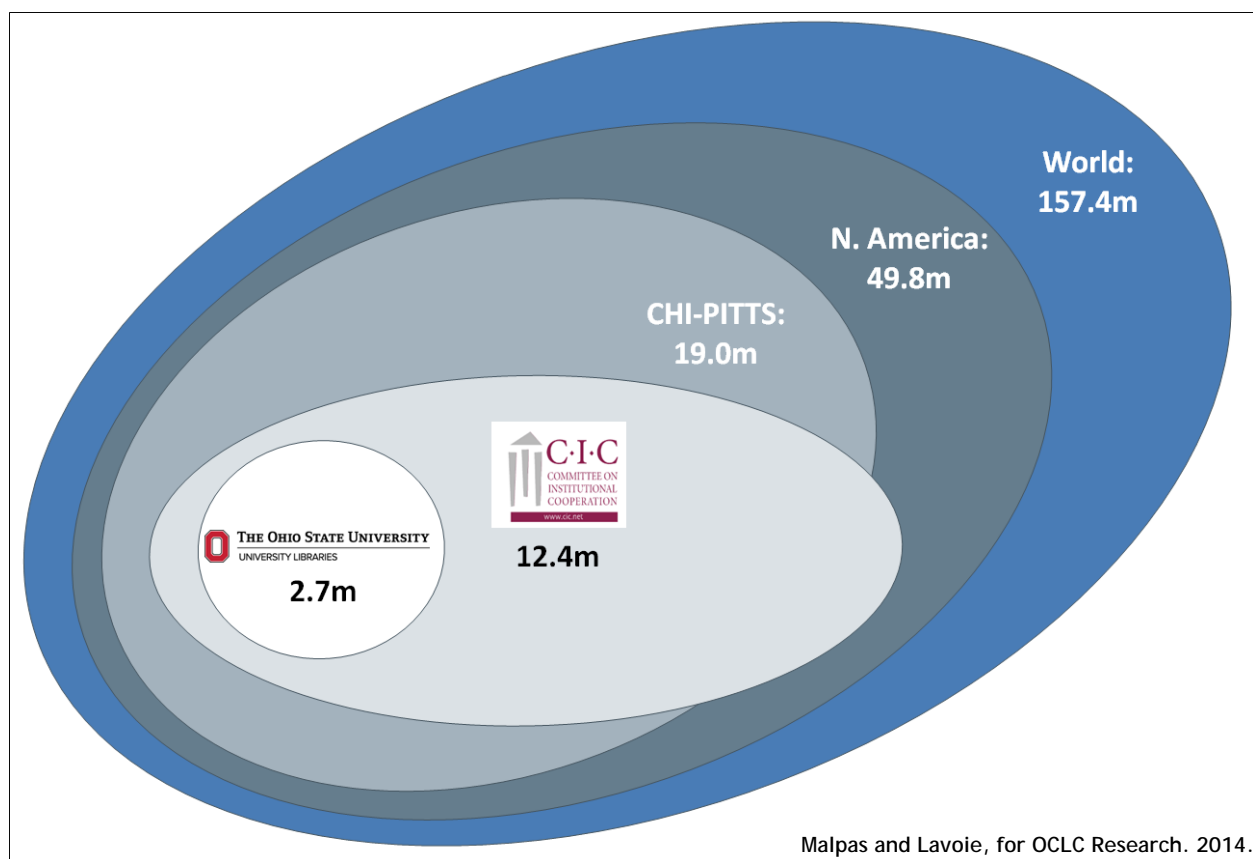 World:
157.4m
N. America:
49.8m
CHI-PITTS:
19.0m
C·I·C
COMMITTEE ON
INSTITUTIONAL
COOPERATION
www.cic.net
12.4m
O
THE OHIO STATE UNIVERSITY
UNIVERSITY LIBRARIES
2.7m
Malpas and Lavoie, for OCLC Research. 2014.